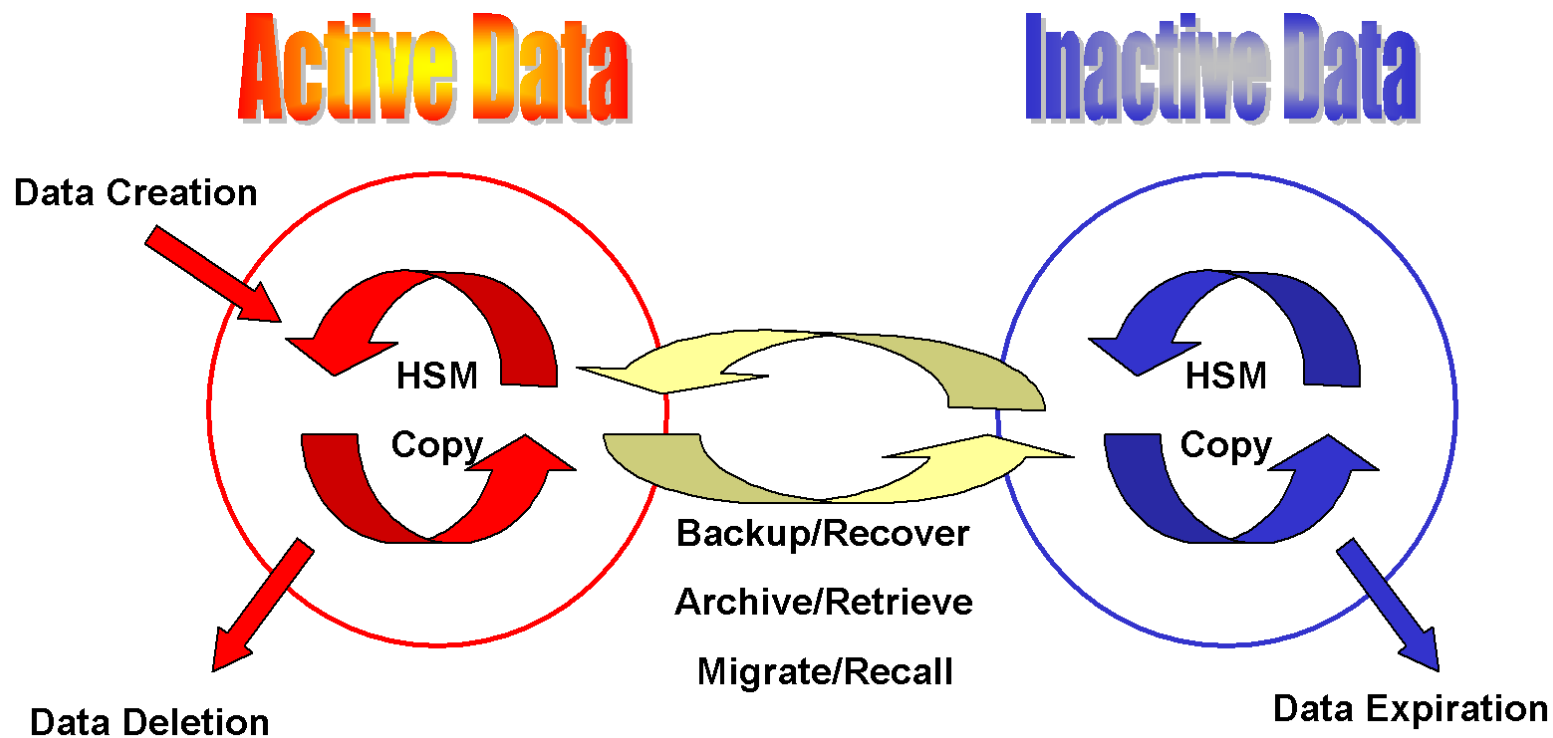 Active Data
Inactive Data
Data Creation
HSM
Copy
HSM
Copy
Backup/Recover
Archive/Retrieve
Migrate/Recall
Data Deletion
Data Expiration